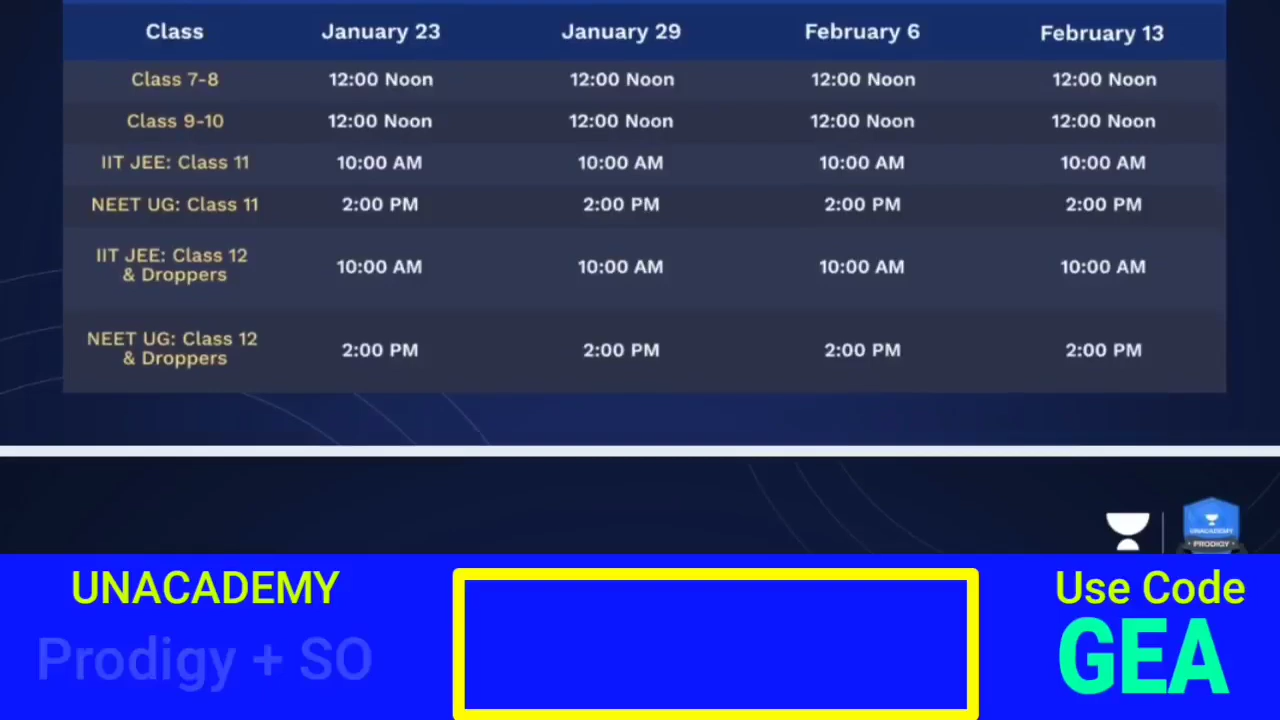 Class January 23 January 29 February 6 February 13
Class 7-8 12:00 Noon 12:00 Noon 12:00 Noon 12:00 Noon
Class 9-10 12:00 Noon 12:00 Noon 12:00 Noon 12:00 Noon
IIT JEE: Class 11 10:00 AM 10:00 AM 10:00 AM 10:00 AM
NEET UG: Class 11 2:00 PM 2:00 PM 2:00 PM 2:00 PM
IIT JEE: Class 12
& Droppers 10:00 AM 10:00 AM 10:00 AM 10:00 AM
NEET UG: Class 12
& Droppers 2:00 PM 2:00 PM 2:00 PM 2:00 PM
UNACADEMY
PRODIGY
UNACADEMY
Prodigy + SO
Use Code
GEA